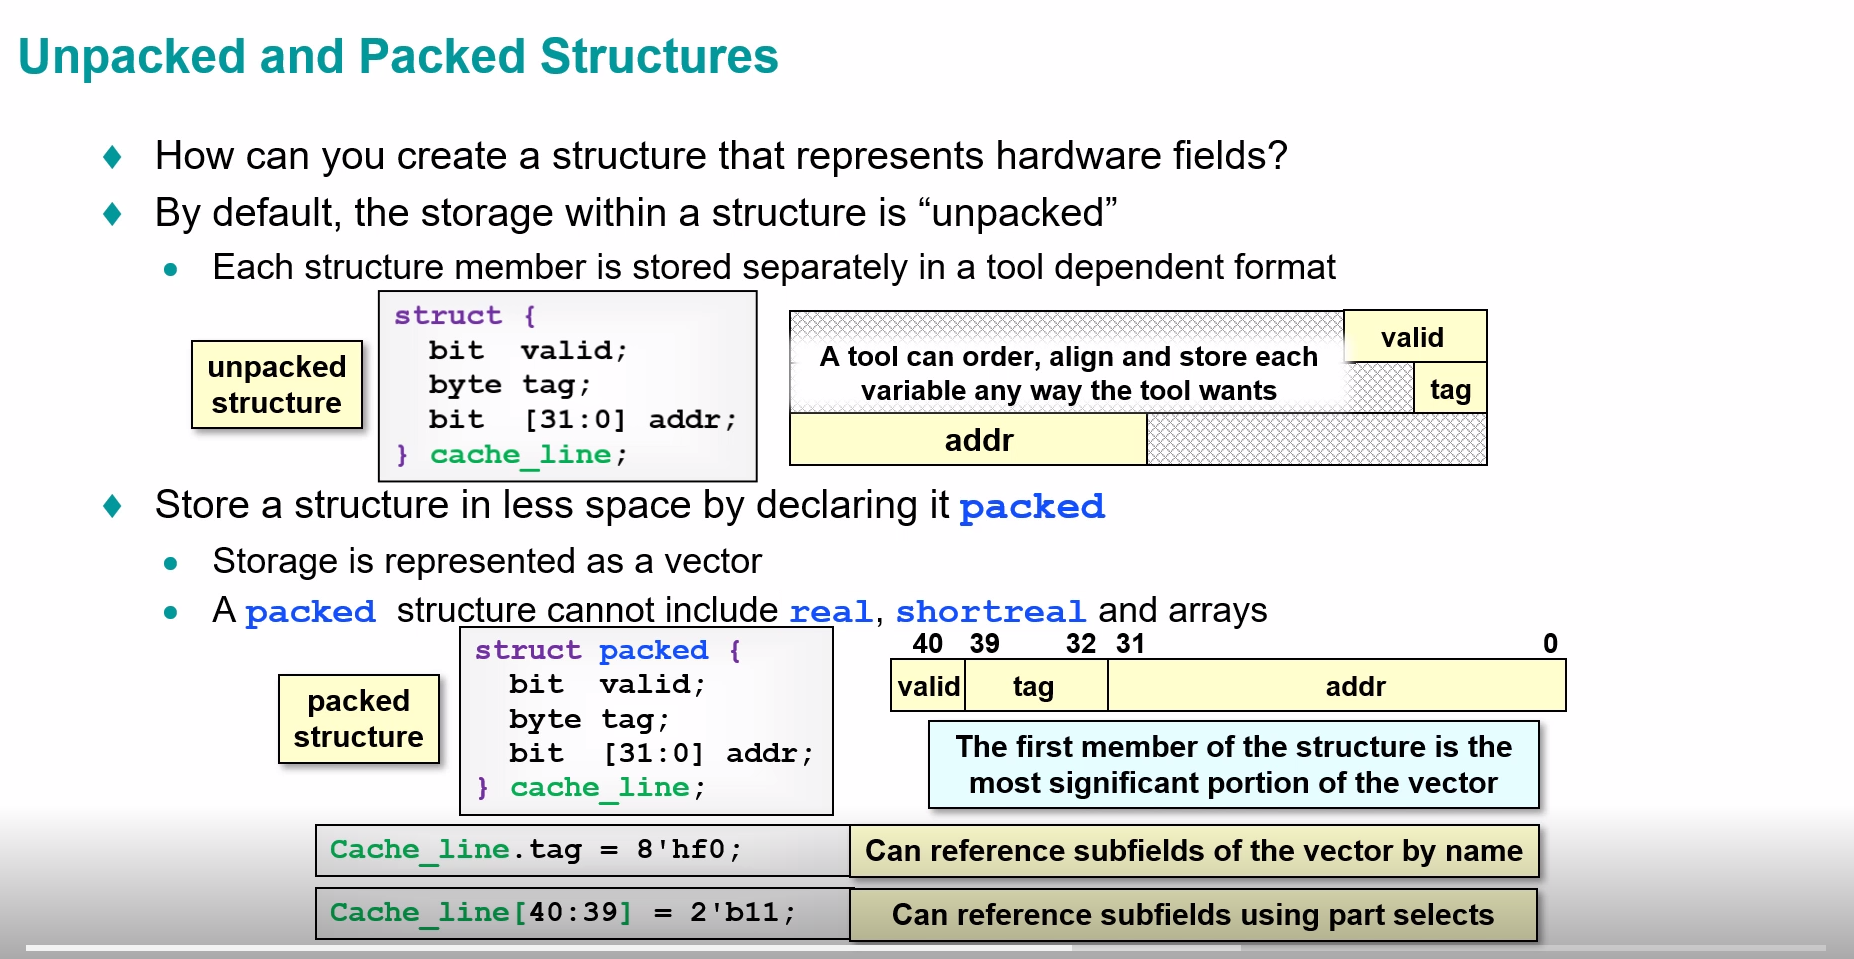 Unpacked and Packed Structures
How can you create a structure that represents hardware fields?
By default, the storage within a structure is “unpacked”
Each structure member is stored separately in a tool dependent format
unpacked
structure
struct {
bit valid;
byte tag;
bit [31:0] addr;
} cache_line;
A tool can order, align and store each
variable any way the tool wants
valid
tag
addr
Store a structure in less space by declaring it packed
Storage is represented as a vector
A packed structure cannot include real, shortreal and arrays
packed
structure
struct packed {
bit valid;
byte tag;
bit [31:0] addr;
} cache_line;
40 39 32 31 0
valid tag addr
The first member of the structure is the
most significant portion of the vector
Cache_line.tag = 8'hf0;
Can reference subfields of the vector by name
Cache_line[40:39] = 2'b11;
Can reference subfields using part selects